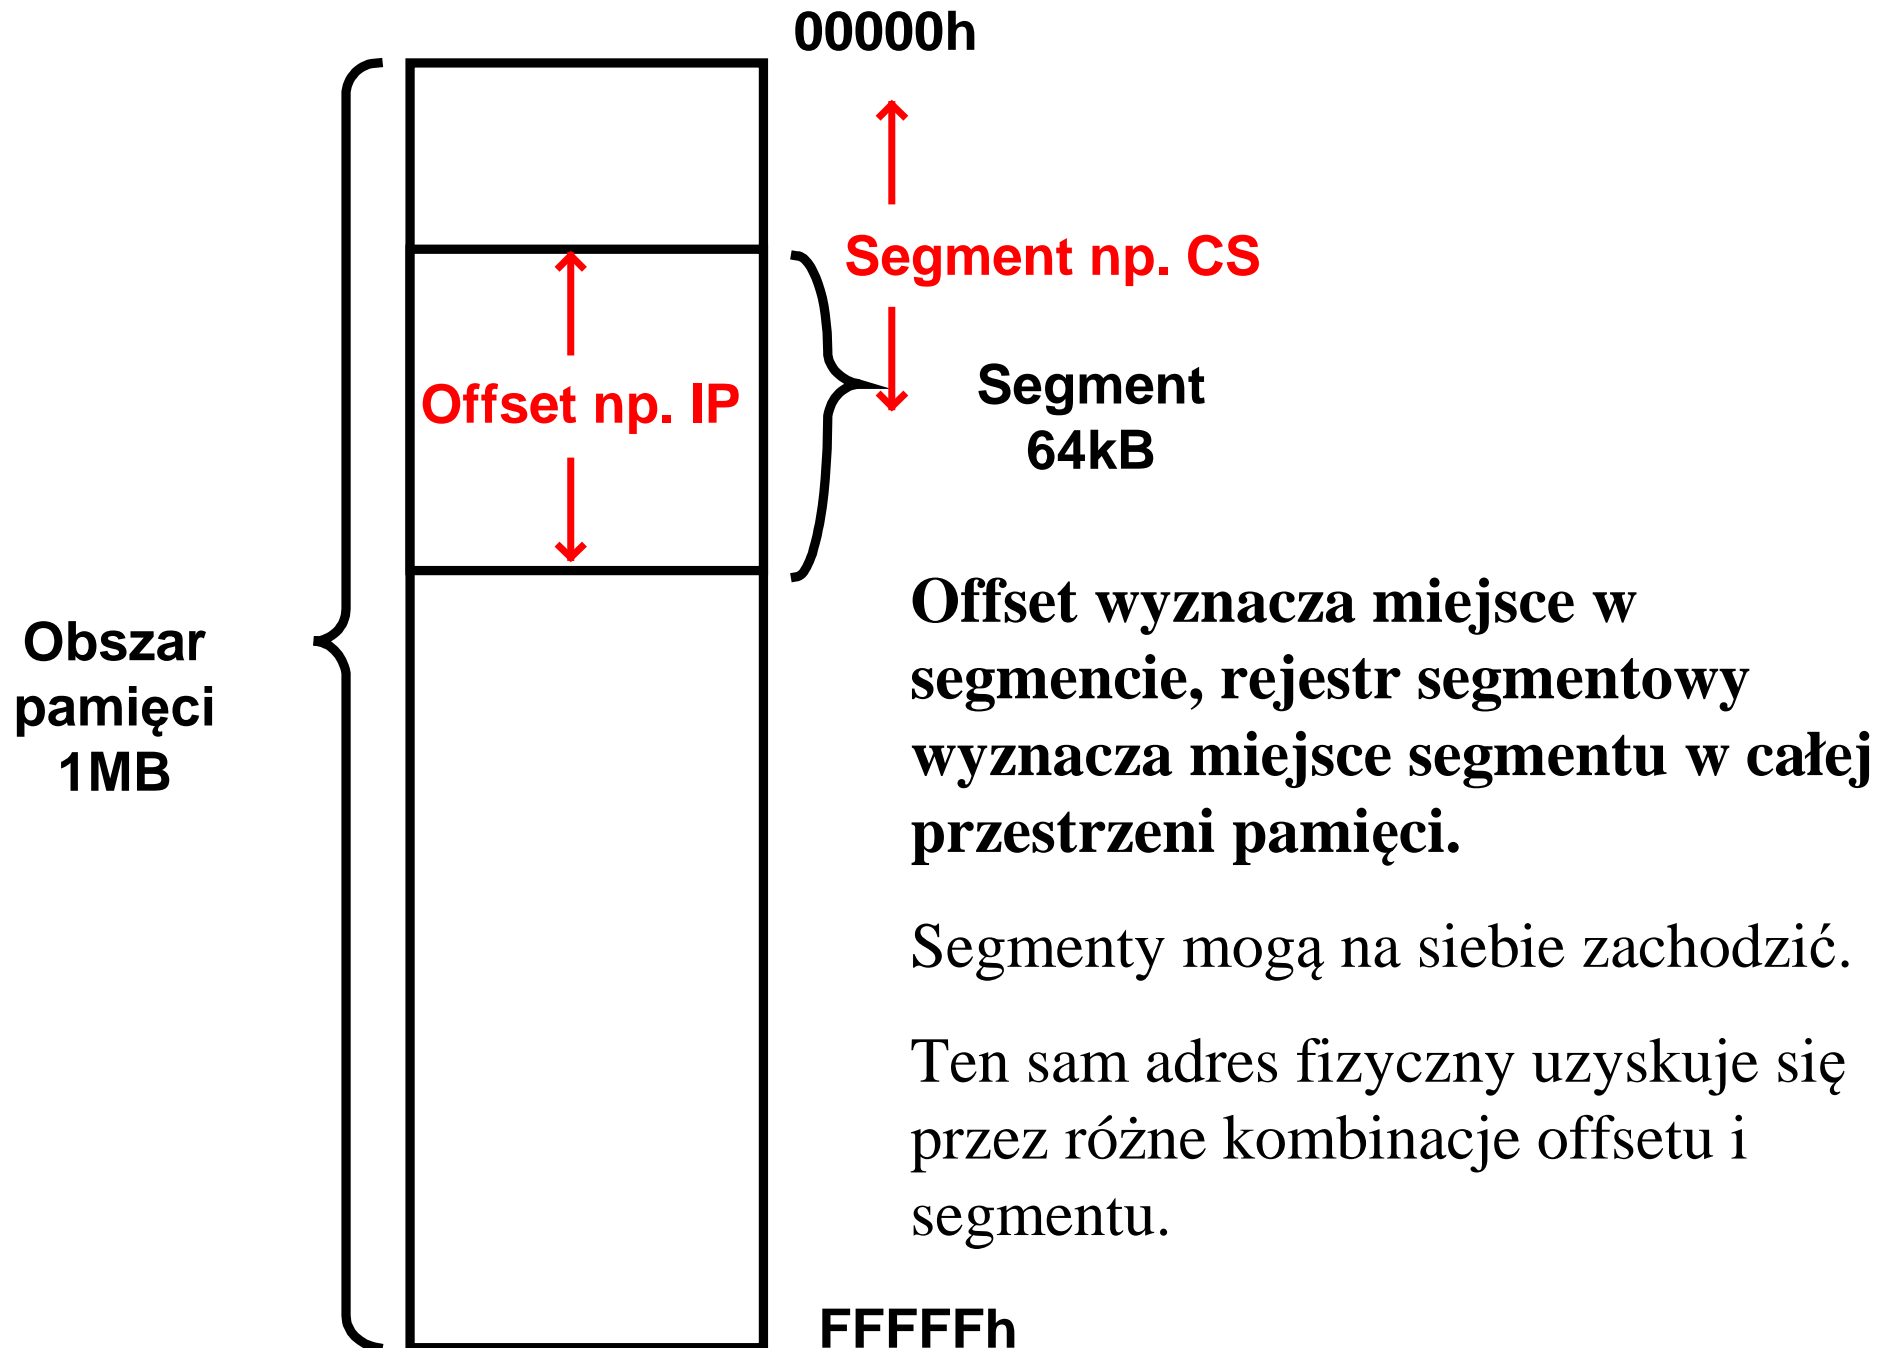 00000h
Segment np. CS
Offset np. IP
Segment
64kB
Obszar
pamięci
1MB
Offset wyznacza miejsce w
segmencie, rejestr segmentowy
wyznacza miejsce segmentu w całej
przestrzeni pamięci.
Segmenty mogą na siebie zachodzić.
Ten sam adres fizyczny uzyskuje się
przez różne kombinacje offsetu i
segmentu.
FFFFFh